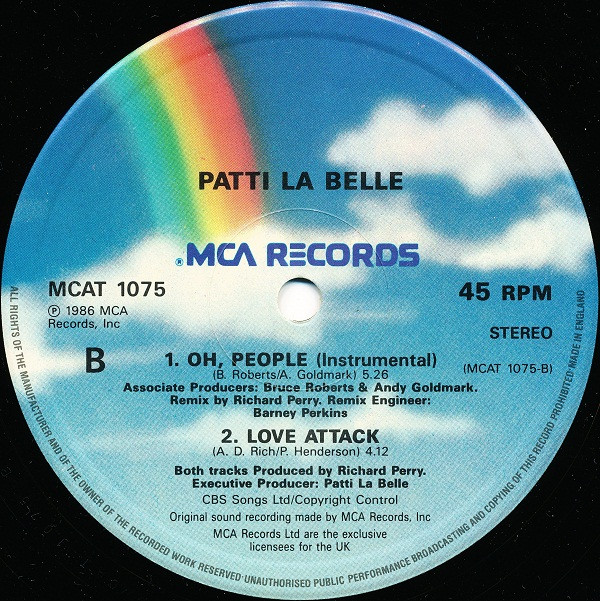 PATTI LA BELLE
® MCA RECORDS
MCAT 1075
℗ 1986 MCA
Records, Inc
45 RPM
STEREO
B
(MCAT 1075-B)
1. OH, PEOPLE (Instrumental)
(B. Roberts/A. Goldmark) 5.26
Associate Producers: Bruce Roberts & Andy Goldmark.
Remix by Richard Perry. Remix Engineer:
Barney Perkins
2. LOVE ATTACK
(A. D. Rich/P. Henderson) 4.12
Both tracks Produced by Richard Perry.
Executive Producer: Patti La Belle
CBS Songs Ltd/Copyright Control
Original sound recording made by MCA Records, Inc
MCA Records Ltd are the exclusive
licensees for the UK
ALL RIGHTS OF THE MANUFACTURER AND OF THE OWNER OF THE RECORDED WORK RESERVED·UNAUTHORISED PUBLIC PERFORMANCE BROADCASTING AND COPYING OF THIS RECORD PROHIBITED MADE IN ENGLAND